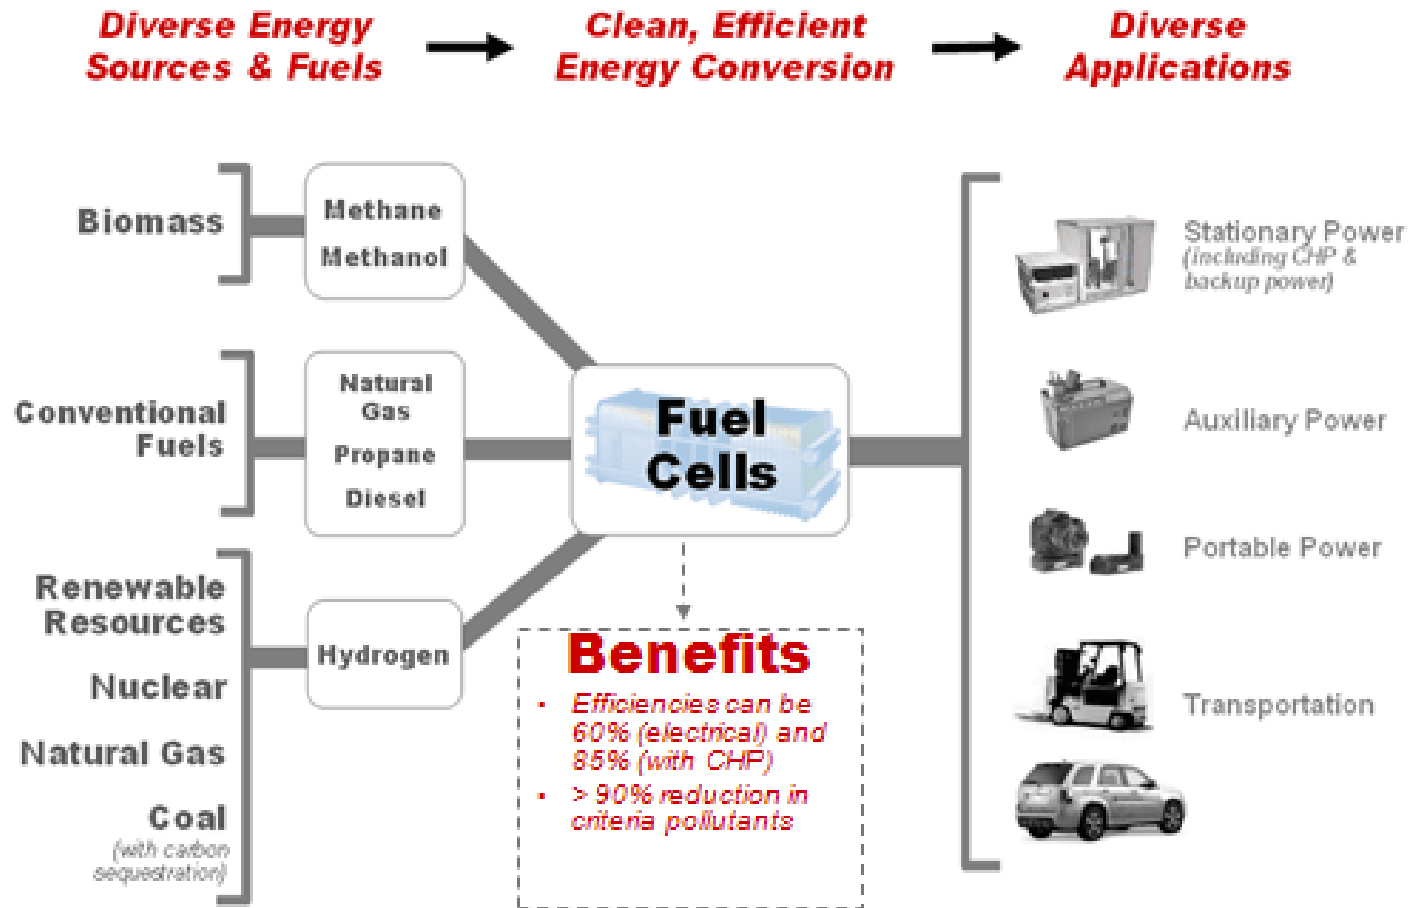 Diverse Energy
Sources & Fuels
Clean, Efficient
Energy Conversion
Diverse
Applications
Biomass
Methane
Methanol
Conventional
Fuels
Natural
Gas
Propane
Diesel
Renewable
Resources
Nuclear
Natural Gas
Coal
(with carbon
sequestration)
Hydrogen
Fuel
Cells
Benefits
• Efficiencies can be
60% (electrical) and
85% (with CHP)
• > 90% reduction in
criteria pollutants
Stationary Power
(including CHP &
backup power)
Auxiliary Power
Portable Power
Transportation